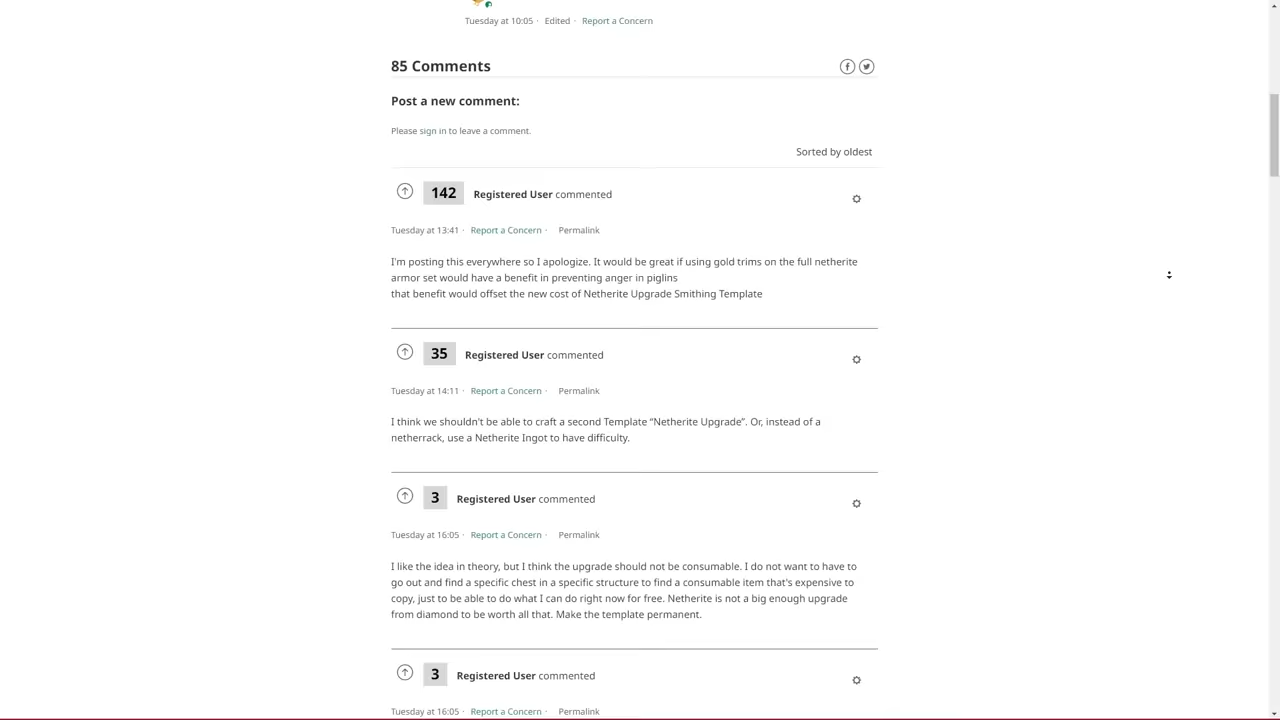 Tuesday at 10:05 · Edited · Report a Concern
85 Comments
Post a new comment:
Please sign in to leave a comment.
Sorted by oldest
142 Registered User commented
Tuesday at 13:41 · Report a Concern · Permalink
I'm posting this everywhere so I apologize. It would be great if using gold trims on the full netherite
armor set would have a benefit in preventing anger in piglins
that benefit would offset the new cost of Netherite Upgrade Smithing Template
35 Registered User commented
Tuesday at 14:11 · Report a Concern · Permalink
I think we shouldn't be able to craft a second Template “Netherite Upgrade”. Or, instead of a
netherrack, use a Netherite Ingot to have difficulty.
3 Registered User commented
Tuesday at 16:05 · Report a Concern · Permalink
I like the idea in theory, but I think the upgrade should not be consumable. I do not want to have to
go out and find a specific chest in a specific structure to find a consumable item that's expensive to
copy, just to be able to do what I can do right now for free. Netherite is not a big enough upgrade
from diamond to be worth all that. Make the template permanent.
3 Registered User commented
Tuesday at 16:05 · Report a Concern · Permalink